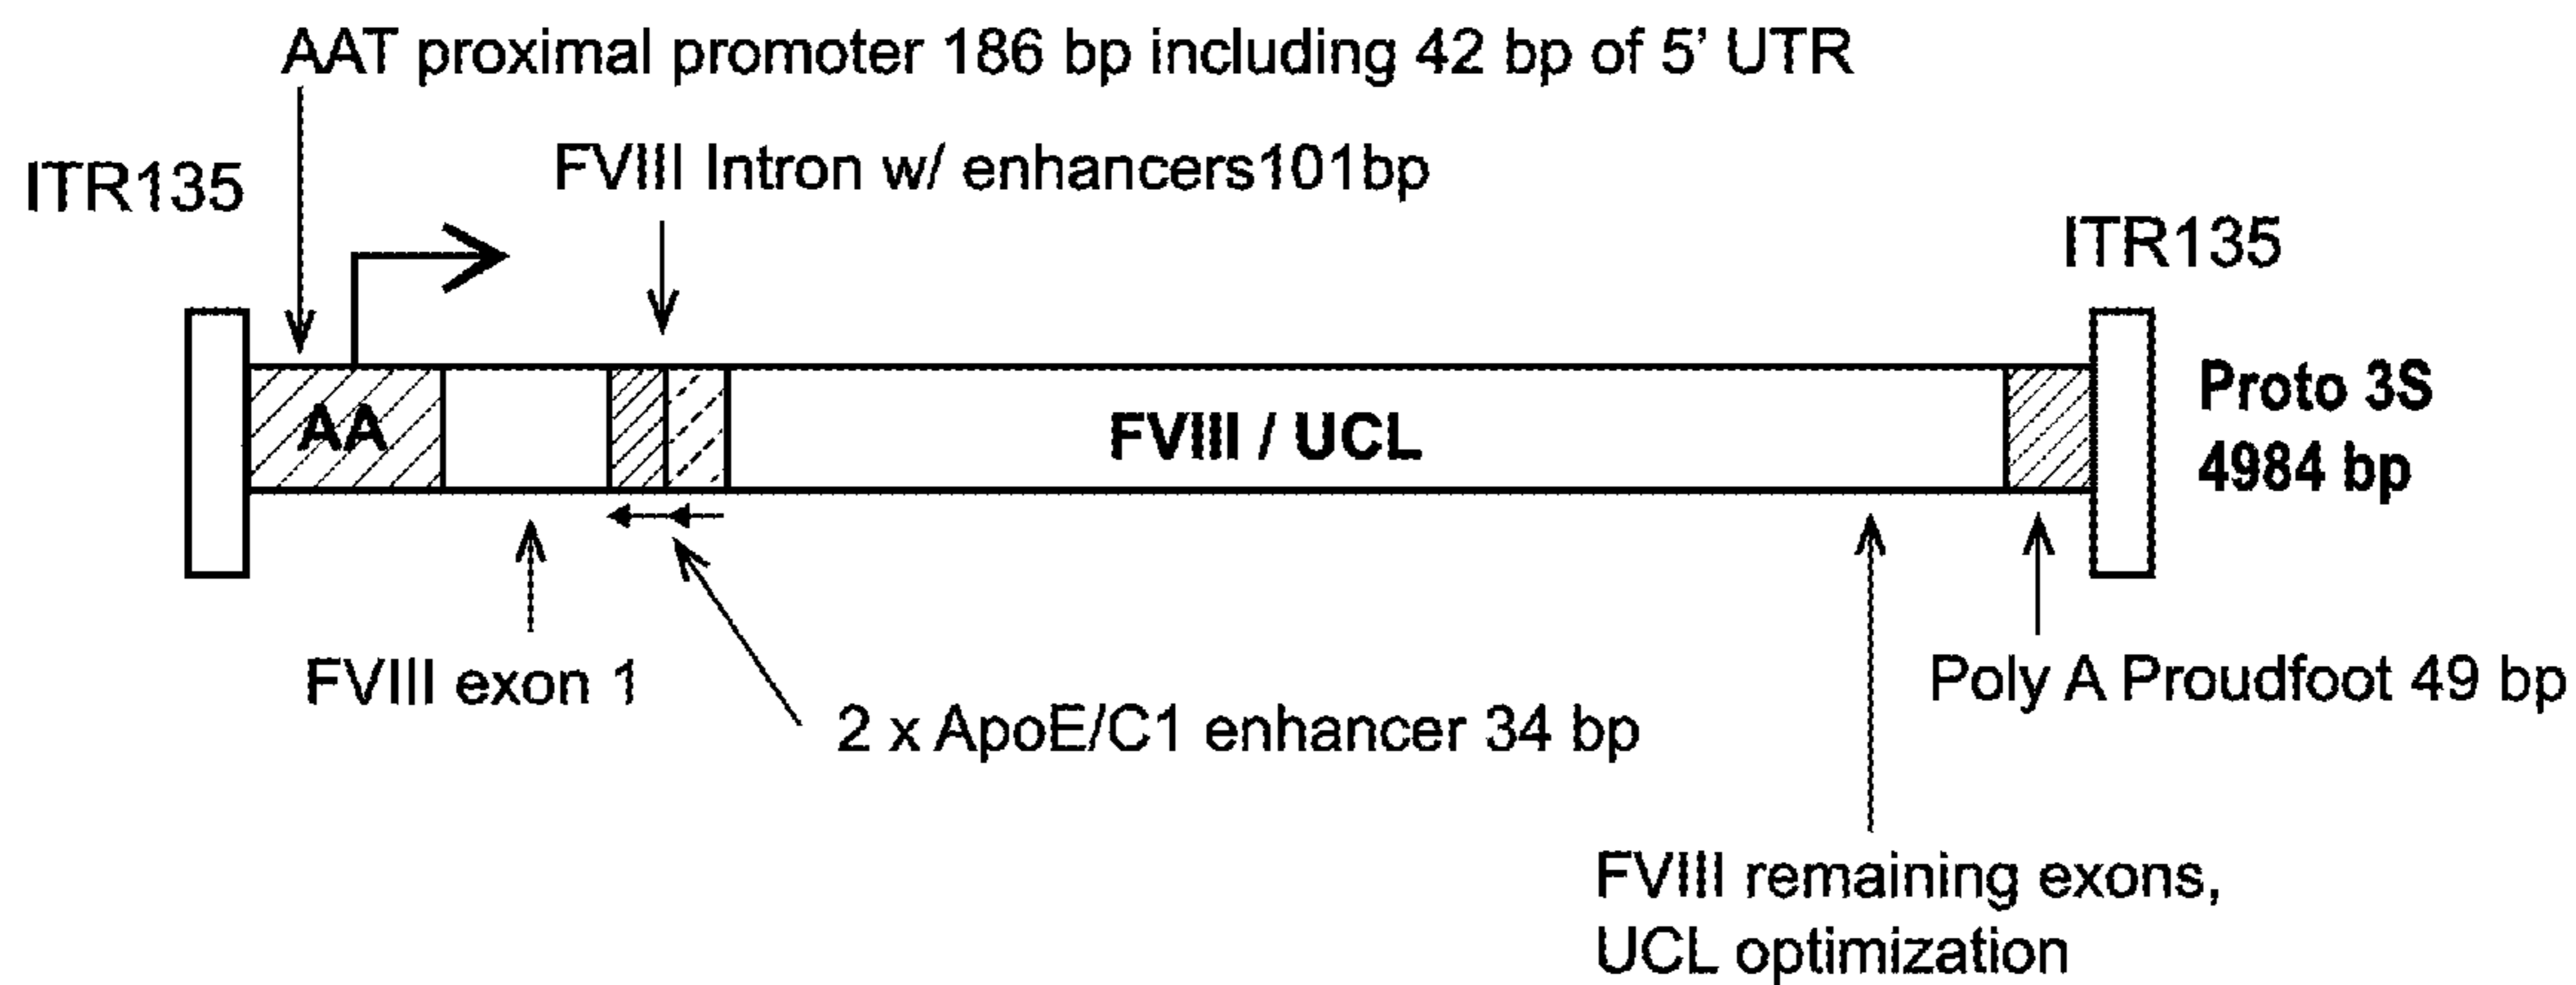 AAT proximal promoter 186 bp including 42 bp of 5' UTR
FVIII Intron w/ enhancers101bp
ITR135
ITR135
AA
FVIII / UCL
Proto 3S
4984 bp
FVIII exon 1
2 x ApoE/C1 enhancer 34 bp
Poly A Proudfoot 49 bp
FVIII remaining exons,
UCL optimization